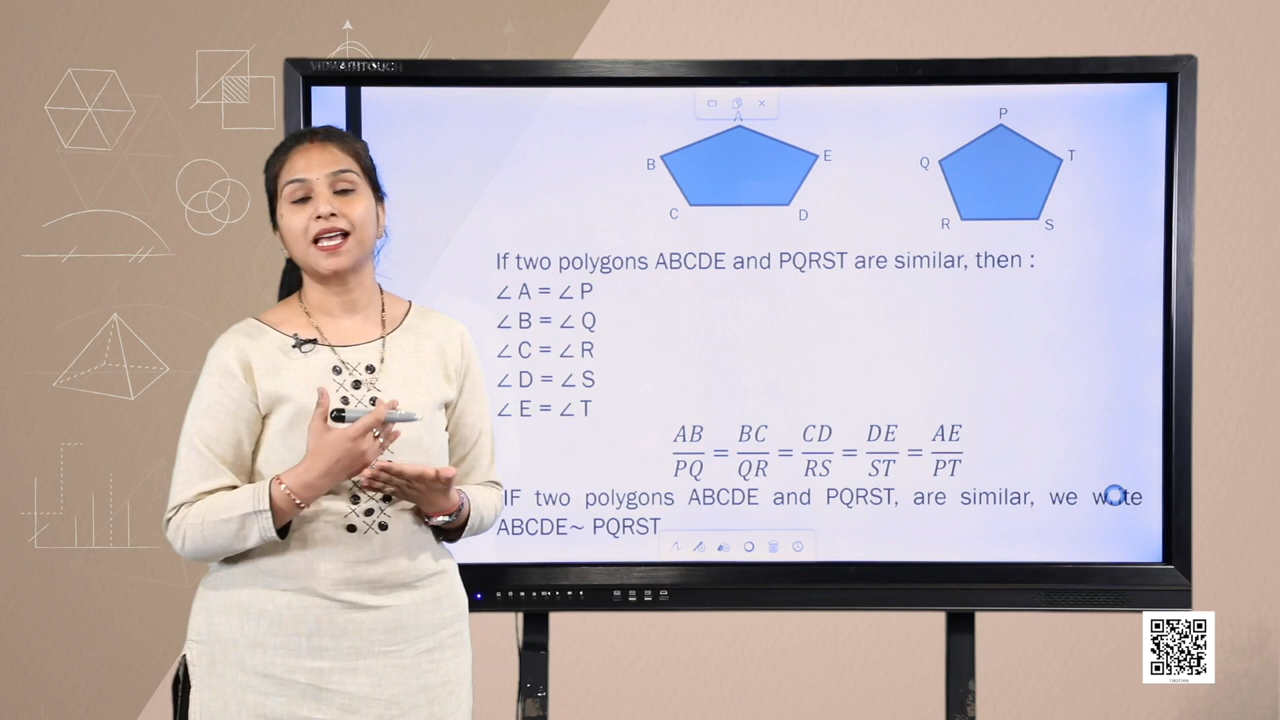 A
B
E
C
D
P
Q
T
R
S
If two polygons ABCDE and PQRST are similar, then :
∠ A = ∠ P
∠ B = ∠ Q
∠ C = ∠ R
∠ D = ∠ S
∠ E = ∠ T
AB/PQ = BC/QR = CD/RS = DE/ST = AE/PT
IF two polygons ABCDE and PQRST, are similar, we write
ABCDE~ PQRST